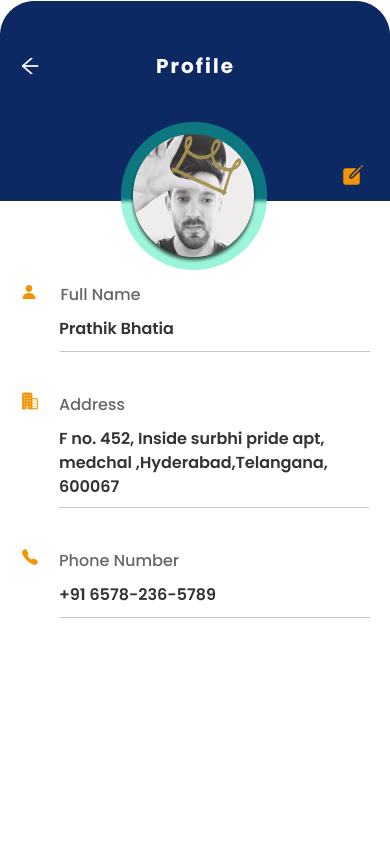 Profile
Full Name
Prathik Bhatia
Address
F no. 452, Inside surbhi pride apt,
medchal ,Hyderabad,Telangana,
600067
Phone Number
+91 6578-236-5789